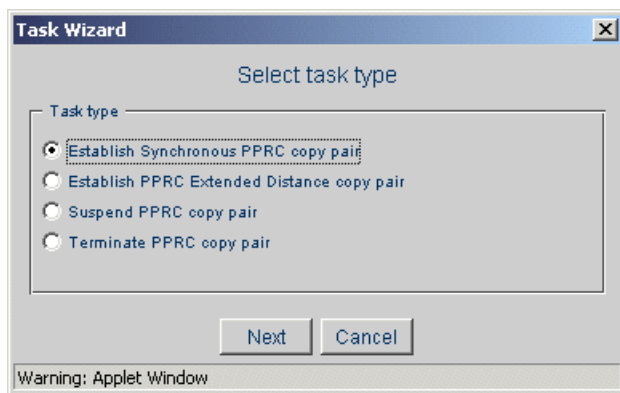 Task Wizard
Select task type
Task type
Establish Synchronous PPRC copy pair
Establish PPRC Extended Distance copy pair
Suspend PPRC copy pair
Terminate PPRC copy pair
Next Cancel
Warning: Applet Window